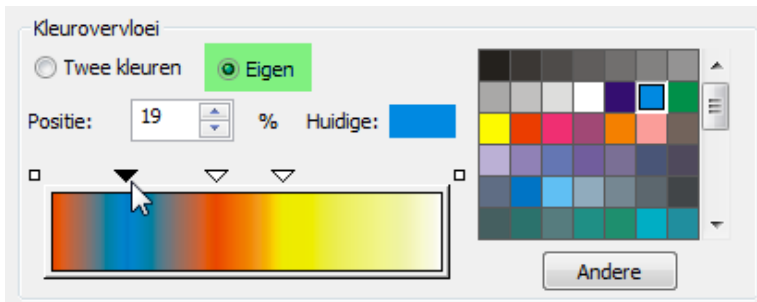 Kleurovervloei
Twee kleuren Eigen
Positie: 19 % Huidige:
Andere